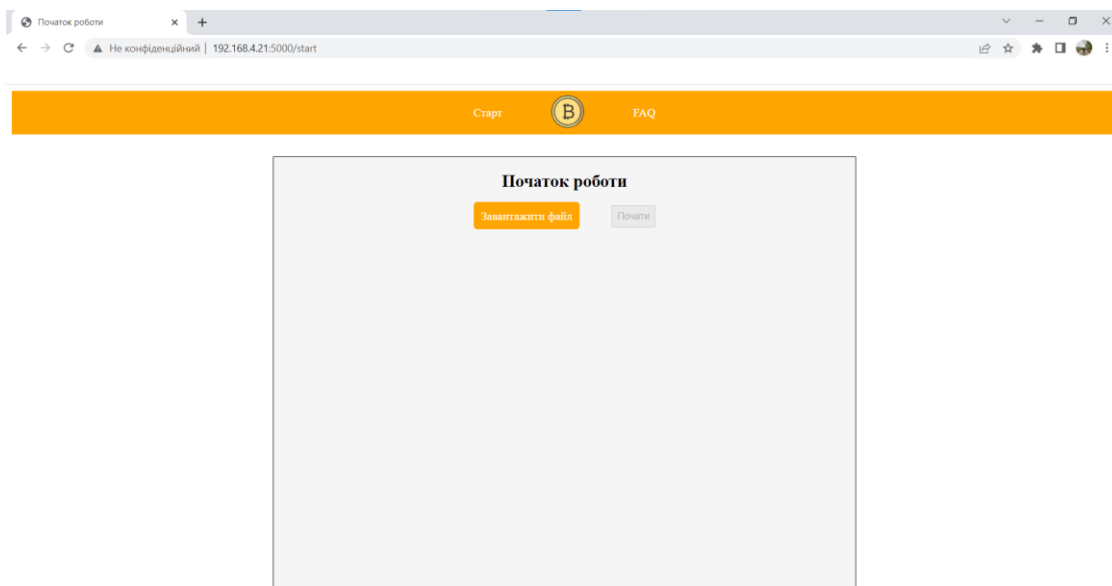 Початок роботи
Не конфіденційний | 192.168.4.21:5000/start
Старт B FAQ
Початок роботи
Завантажити файл Почати